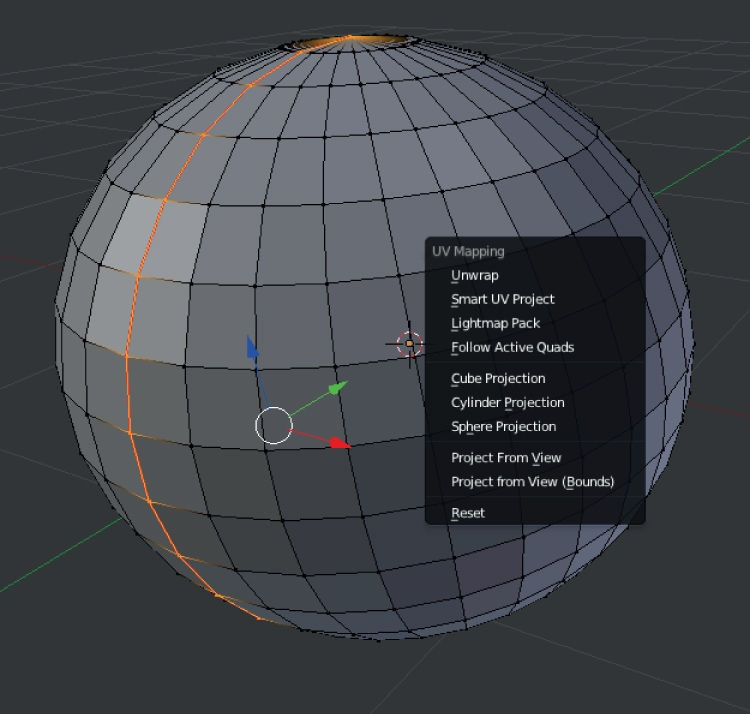 UV Mapping
Unwrap
Smart UV Project
Lightmap Pack
Follow Active Quads
Cube Projection
Cylinder Projection
Sphere Projection
Project From View
Project from View (Bounds)
Reset